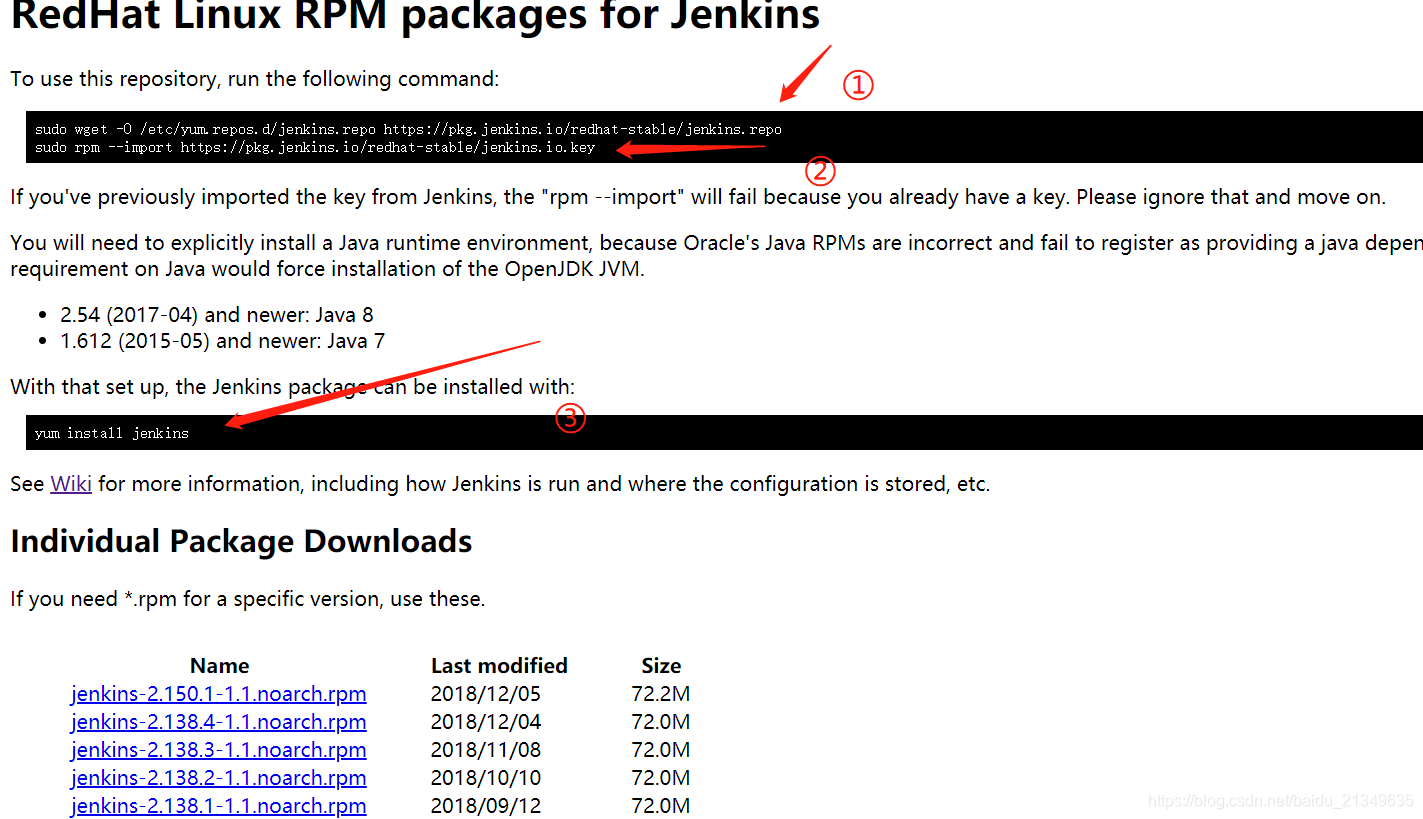 RedHat Linux RPM packages for Jenkins
To use this repository, run the following command:
①
sudo wget -O /etc/yum.repos.d/jenkins.repo https://pkg.jenkins.io/redhat-stable/jenkins.repo
sudo rpm --import https://pkg.jenkins.io/redhat-stable/jenkins.io.key
②
If you've previously imported the key from Jenkins, the "rpm --import" will fail because you already have a key. Please ignore that and move on.
You will need to explicitly install a Java runtime environment, because Oracle's Java RPMs are incorrect and fail to register as providing a java depen
requirement on Java would force installation of the OpenJDK JVM.
• 2.54 (2017-04) and newer: Java 8
• 1.612 (2015-05) and newer: Java 7
With that set up, the Jenkins package can be installed with:
③
yum install jenkins
See Wiki for more information, including how Jenkins is run and where the configuration is stored, etc.
Individual Package Downloads
If you need *.rpm for a specific version, use these.
Name Last modified Size
jenkins-2.150.1-1.1.noarch.rpm 2018/12/05 72.2M
jenkins-2.138.4-1.1.noarch.rpm 2018/12/04 72.0M
jenkins-2.138.3-1.1.noarch.rpm 2018/11/08 72.0M
jenkins-2.138.2-1.1.noarch.rpm 2018/10/10 72.0M
jenkins-2.138.1-1.1.noarch.rpm 2018/09/12 72.0M
https://blog.csdn.net/baidu_21349635